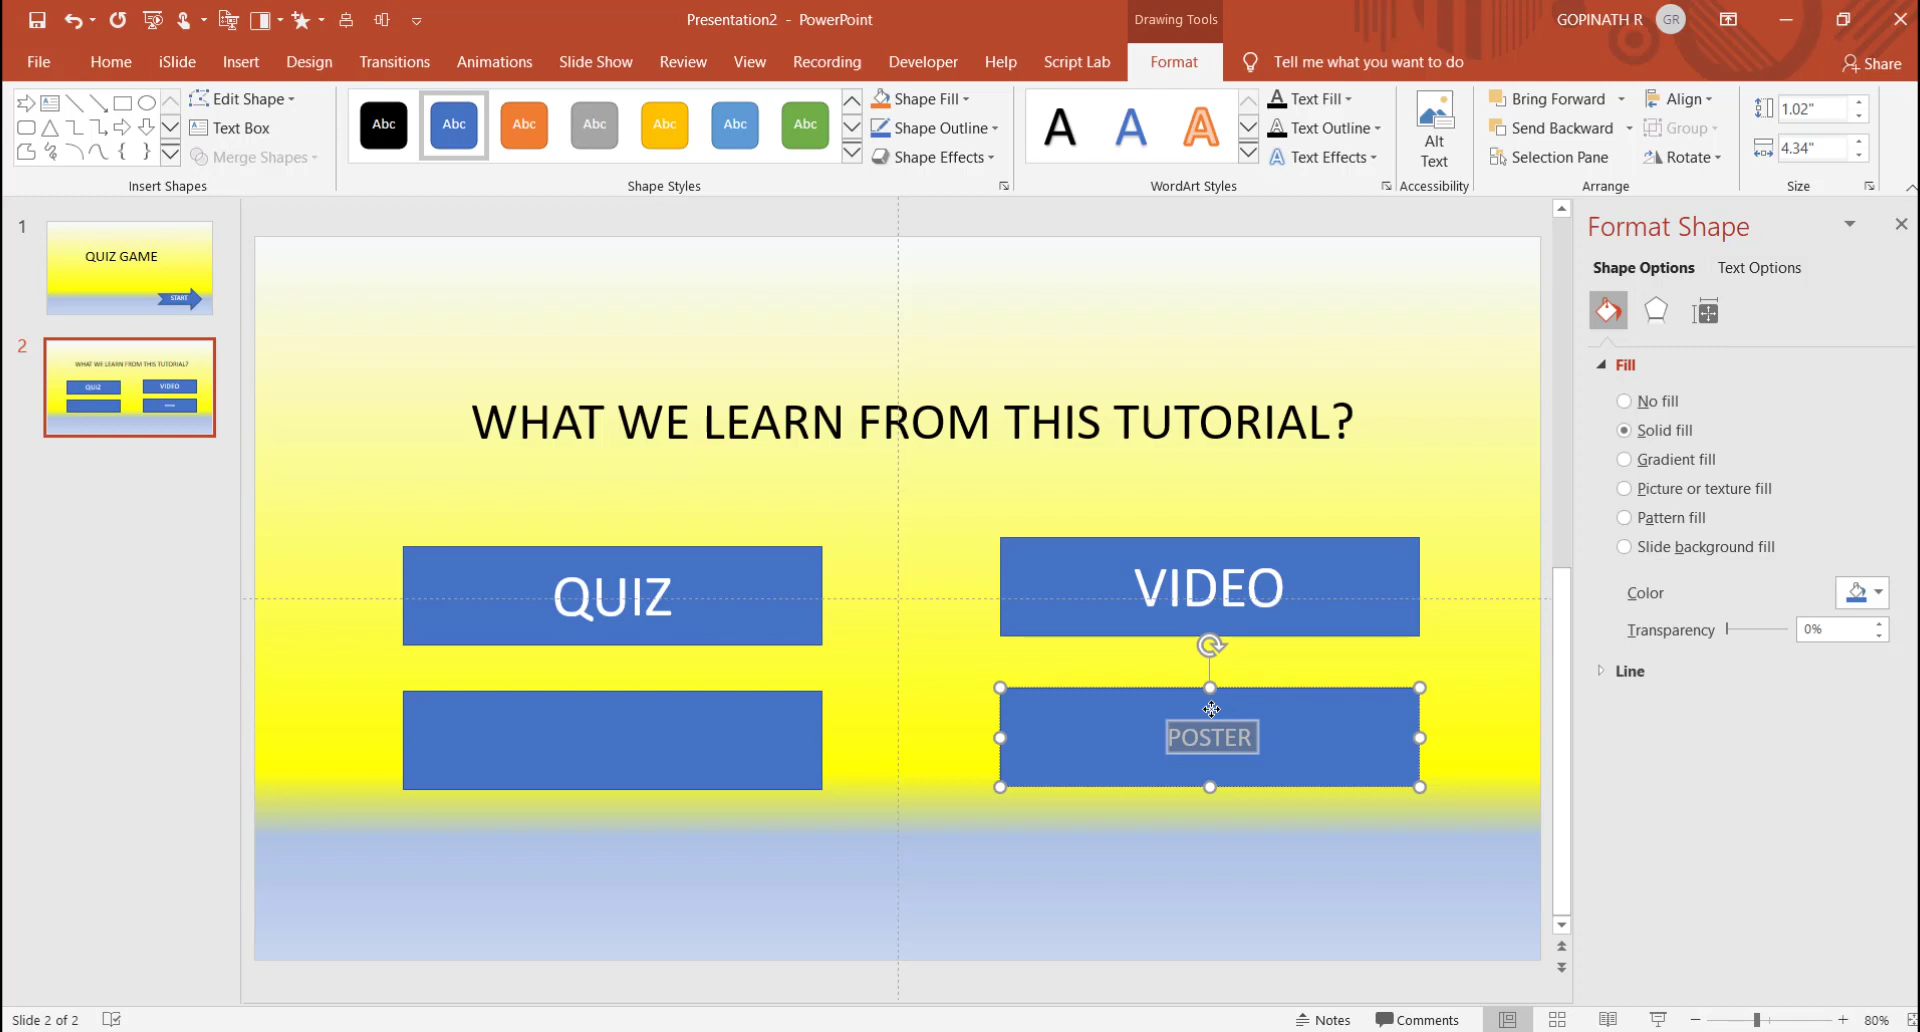 Presentation2 - PowerPoint
Drawing Tools
GOPINATH R
GR
File
Home
iSlide
Insert
Design
Transitions
Animations
Slide Show
Review
View
Recording
Developer
Help
Script Lab
Format
Tell me what you want to do
Share
Edit Shape
Text Box
Merge Shapes
Insert Shapes
Abc
Abc
Abc
Abc
Abc
Abc
Abc
Shape Fill
Shape Outline
Shape Effects
Shape Styles
A
A
A
Text Fill
Text Outline
Text Effects
WordArt Styles
Alt
Text
Accessibility
Bring Forward
Send Backward
Selection Pane
Align
Group
Rotate
Arrange
1.02"
4.34"
Size
1
QUIZ GAME
START
2
WHAT WE LEARN FROM THIS TUTORIAL?
QUIZ
VIDEO
WHAT WE LEARN FROM THIS TUTORIAL?
QUIZ
VIDEO
POSTER
Format Shape
Shape Options
Text Options
Fill
No fill
Solid fill
Gradient fill
Picture or texture fill
Pattern fill
Slide background fill
Color
Transparency
0%
Line
Slide 2 of 2
Notes
Comments
80%